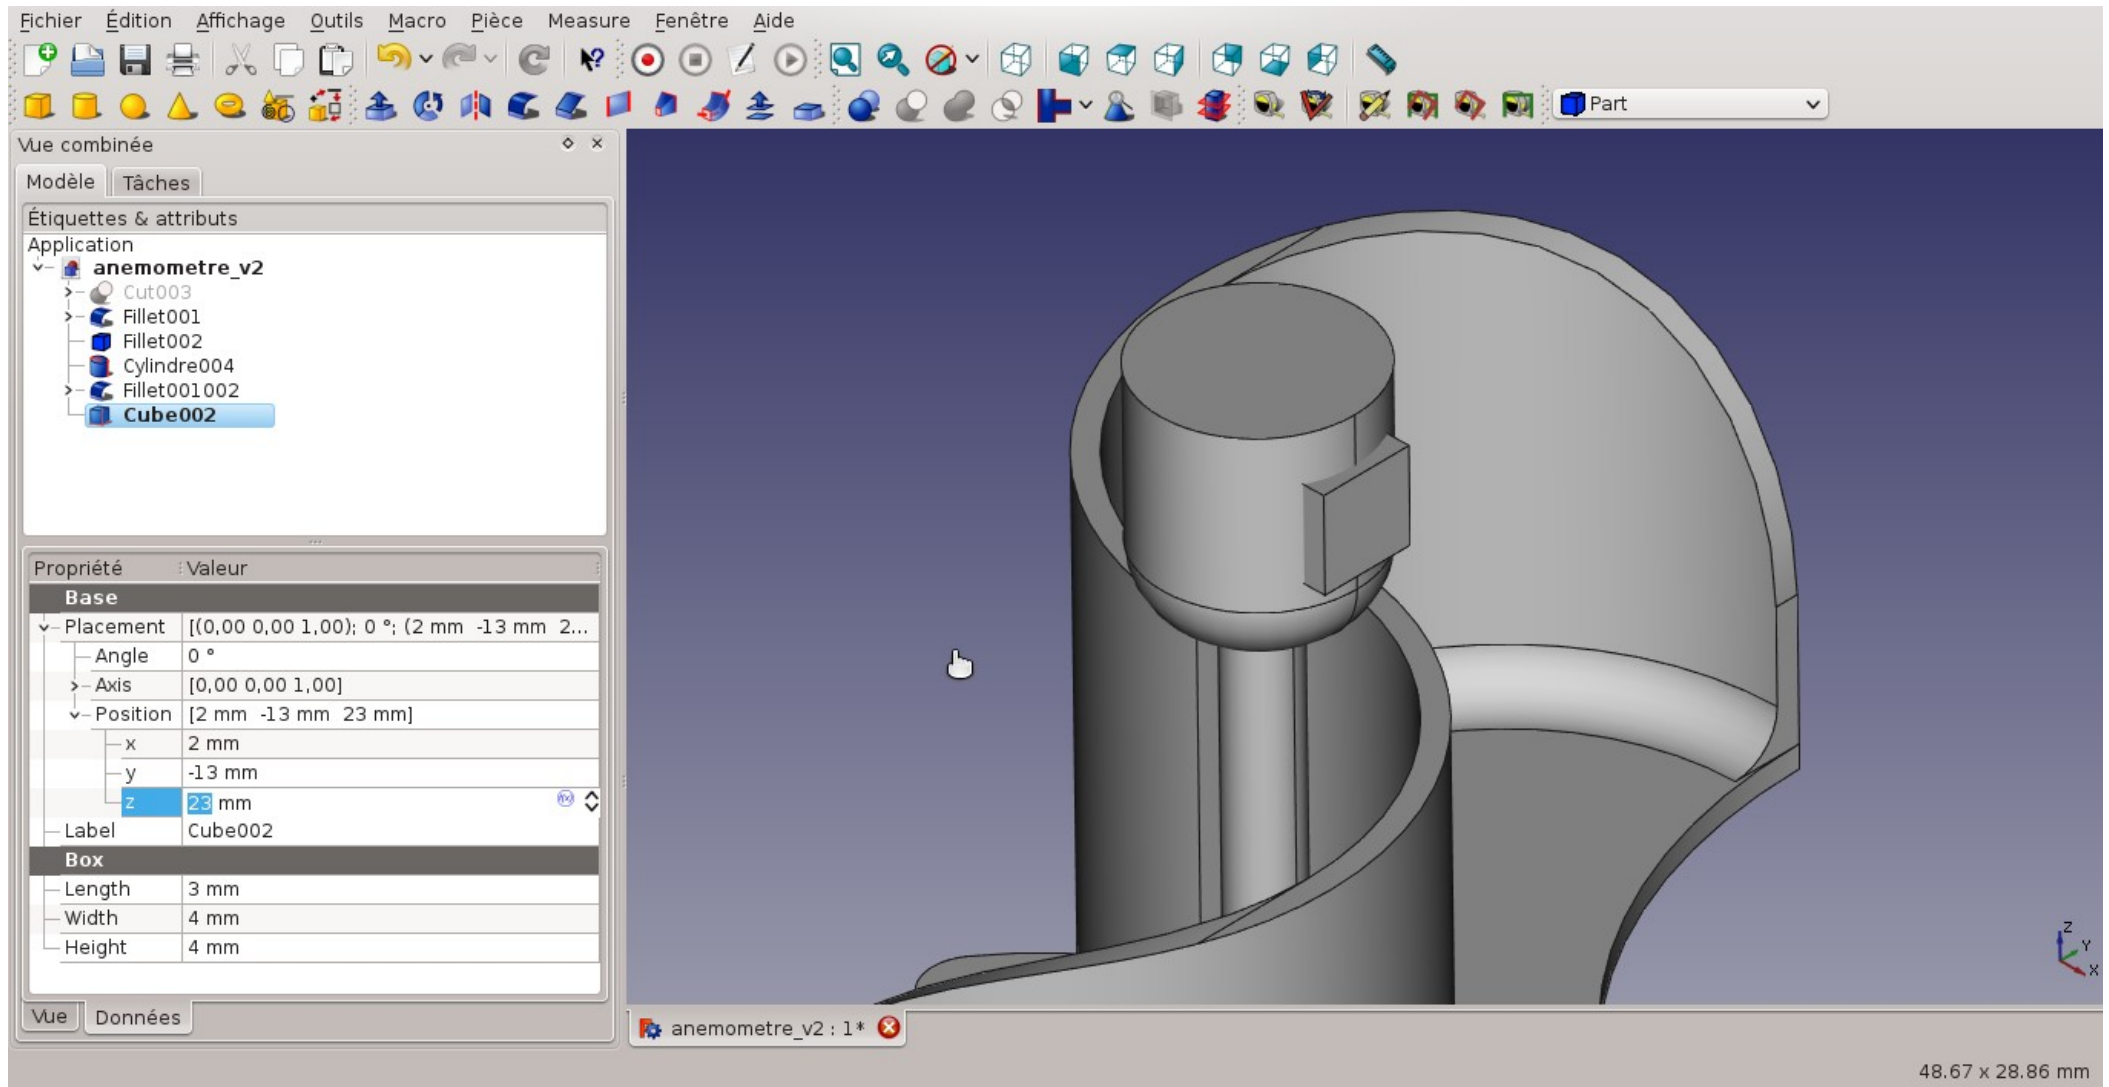 Fichier Édition Affichage Outils Macro Pièce Measure Fenêtre Aide
Part
Vue combinée
Modèle Tâches
Étiquettes & attributs
Application
anemometre_v2
Cut003
Fillet001
Fillet002
Cylindre004
Fillet001002
Cube002
Propriété Valeur
Base
Placement [(0,00 0,00 1,00); 0 °; (2 mm -13 mm 2...
Angle 0 °
Axis [0,00 0,00 1,00]
Position [2 mm -13 mm 23 mm]
x 2 mm
y -13 mm
z 23 mm
Label Cube002
Box
Length 3 mm
Width 4 mm
Height 4 mm
Vue Données
anemometre_v2 : 1*
Z
Y
X
48.67 x 28.86 mm